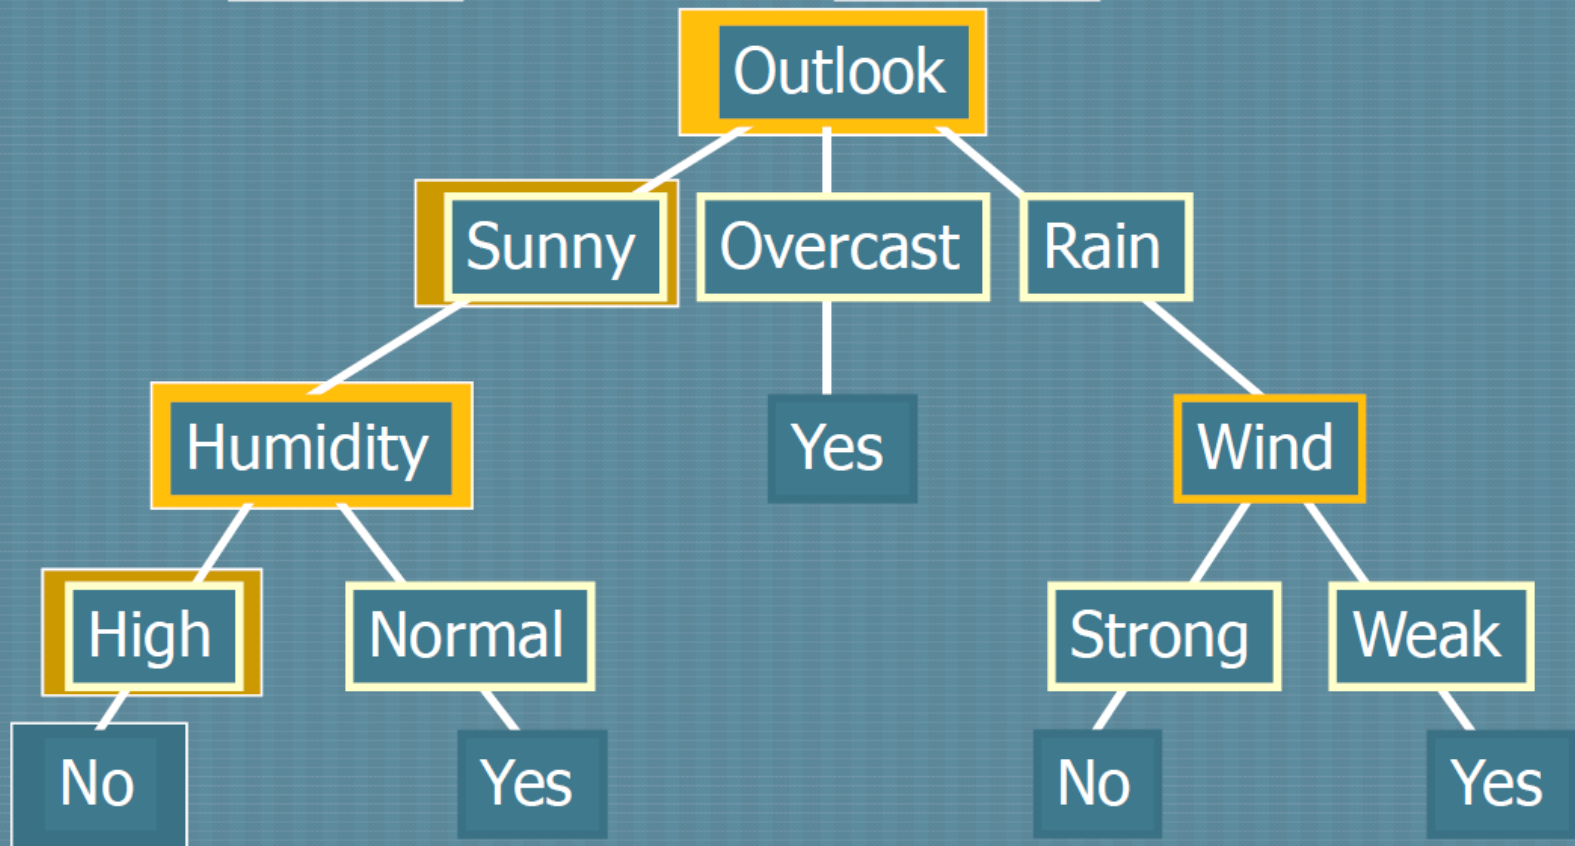 Outlook
Sunny Overcast Rain
Humidity Yes Wind
High Normal Strong Weak
No Yes No Yes